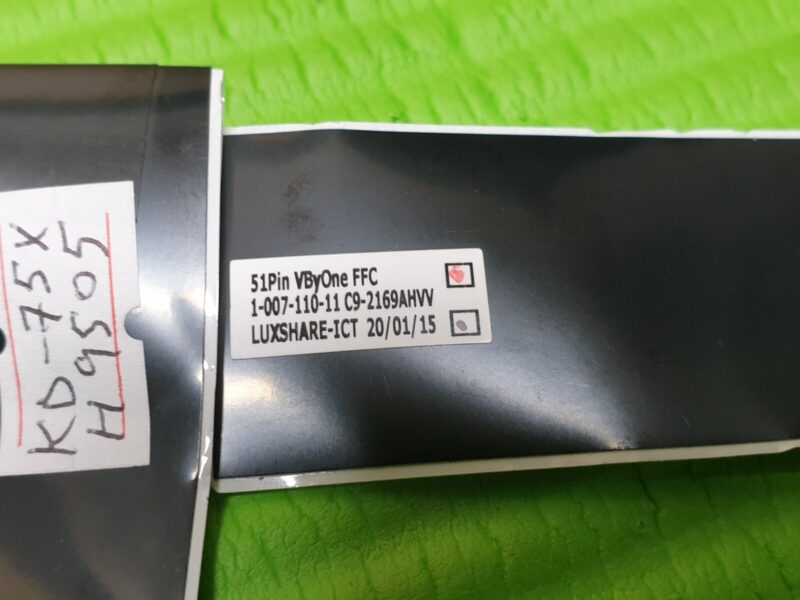 KD-75X
H9505
51Pin VByOne FFC
1-007-110-11 C9-2169AHVV
LUXSHARE-ICT 20/01/15